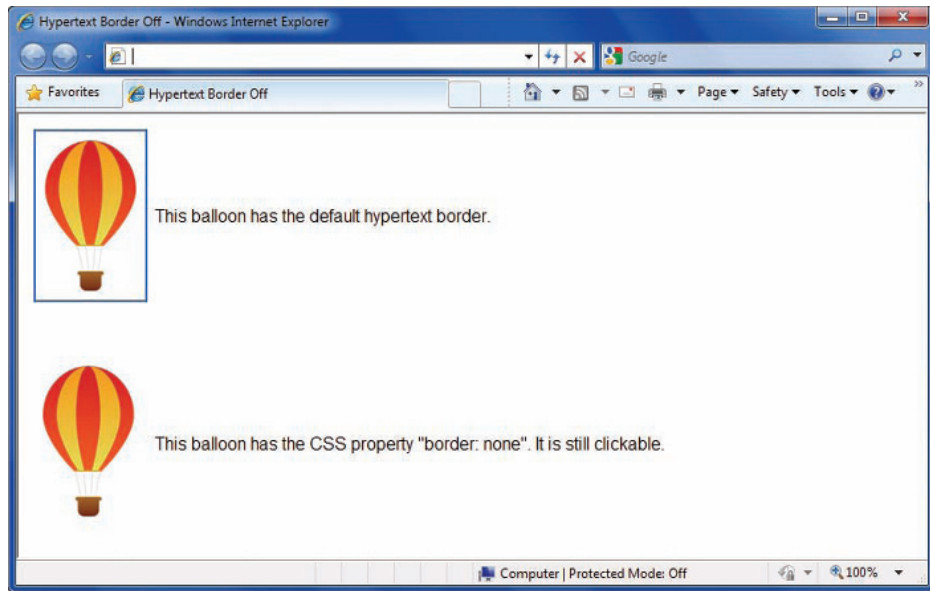 Hypertext Border Off - Windows Internet Explorer
Google
Favorites
Hypertext Border Off
Page
Safety
Tools
This balloon has the default hypertext border.
This balloon has the CSS property "border: none". It is still clickable.
Computer | Protected Mode: Off
100%